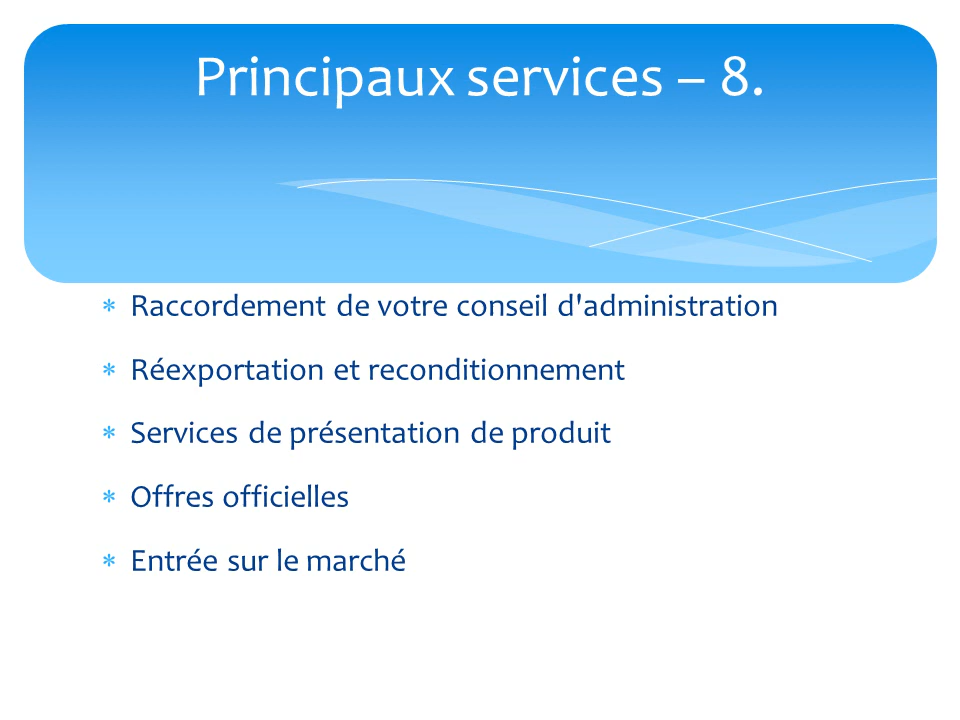 Principaux services – 8.
* Raccordement de votre conseil d'administration
* Réexportation et reconditionnement
* Services de présentation de produit
* Offres officielles
* Entrée sur le marché